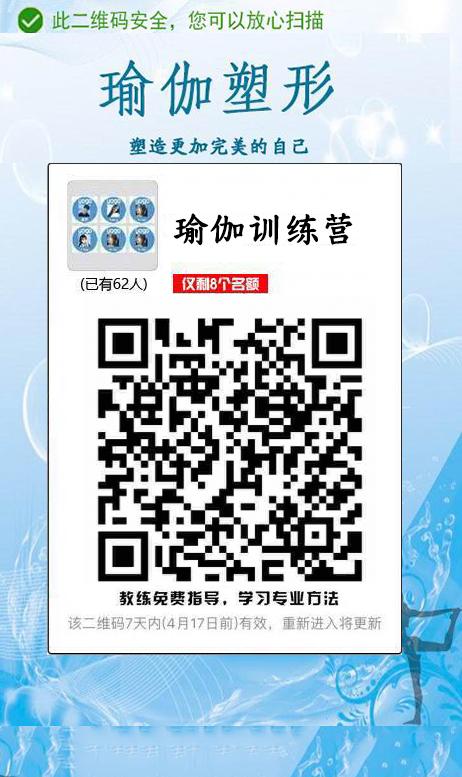 此二维码安全，您可以放心扫描
瑜伽塑形
塑造更加完美的自己
瑜伽训练营
(已有62人)
仅剩8个名额
教练免费指导，学习专业方法
该二维码7天内(4月17日前)有效，重新进入将更新